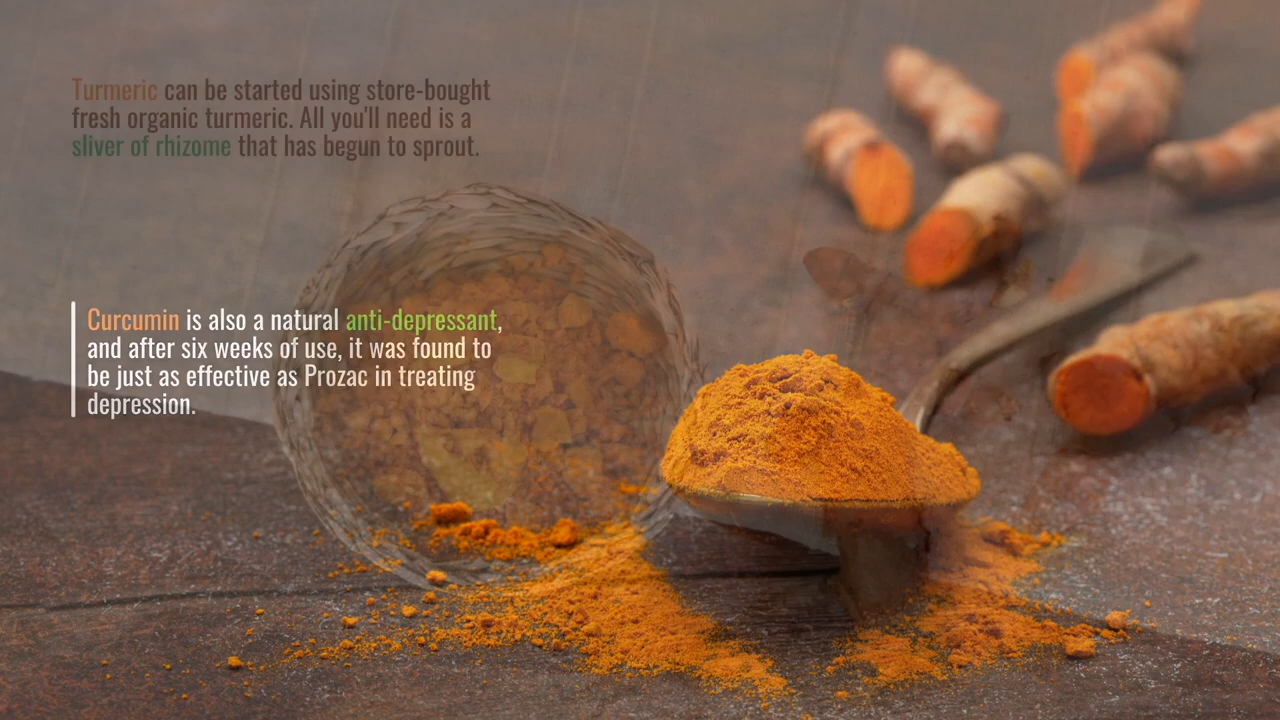 Turmeric can be started using store-bought
fresh organic turmeric. All you'll need is a
sliver of rhizome that has begun to sprout.
Curcumin is also a natural anti-depressant,
and after six weeks of use, it was found to
be just as effective as Prozac in treating
depression.